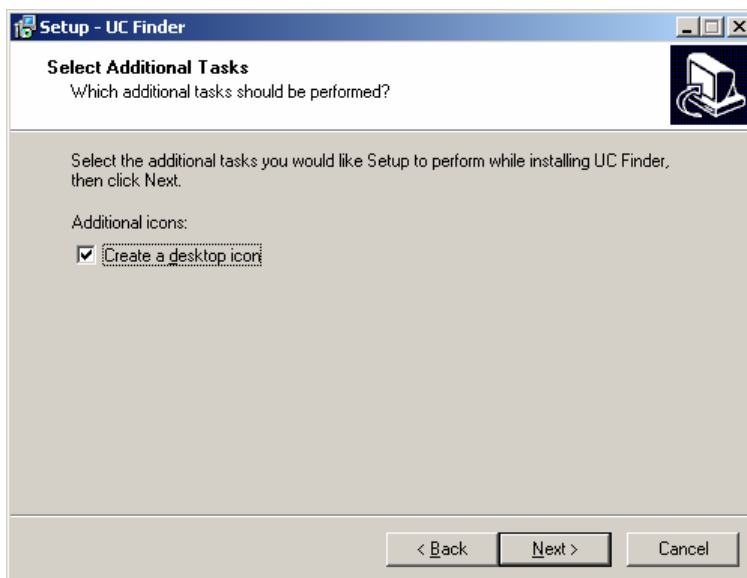 Setup - UC Finder
Select Additional Tasks
Which additional tasks should be performed?
Select the additional tasks you would like Setup to perform while installing UC Finder,
then click Next.
Additional icons:
Create a desktop icon
< Back Next > Cancel